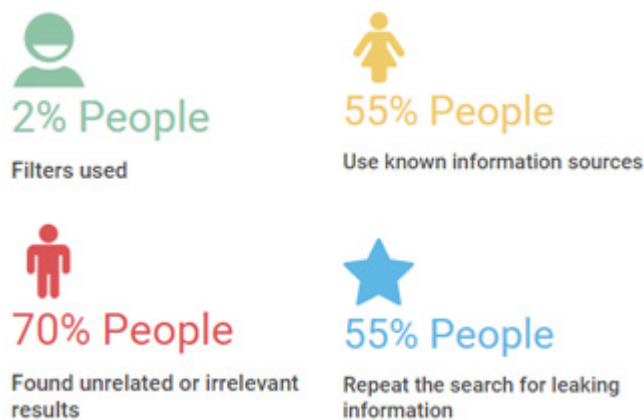 2% People
Filters used
55% People
Use known information sources
70% People
Found unrelated or irrelevant
results
55% People
Repeat the search for leaking
information